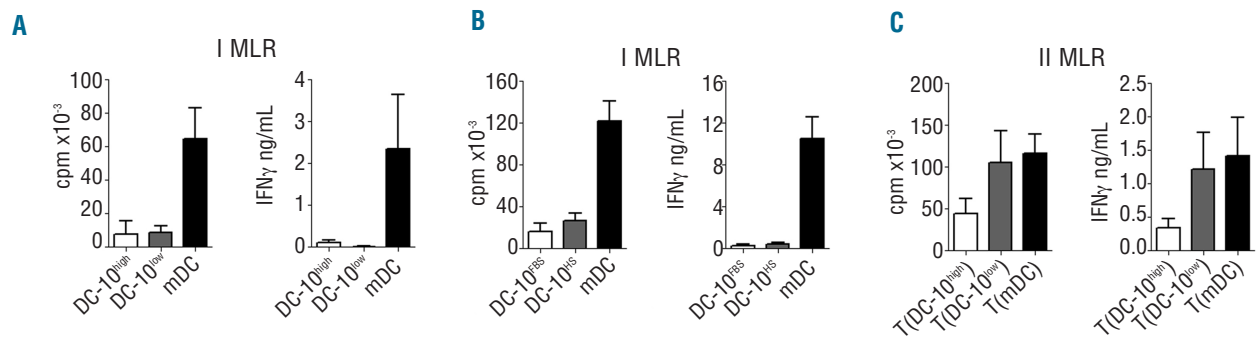 A
I MLR
cpm x10-3
100
80
60
40
20
0
DC-10high
DC-10low
mDC
IFNγ ng/mL
4
3
2
1
0
DC-10high
DC-10low
mDC
B
I MLR
cpm x10-3
160
120
80
40
0
DC-10FBS
DC-10HS
mDC
IFNγ ng/mL
16
12
8
4
0
DC-10FBS
DC-10HS
mDC
C
II MLR
cpm x10-3
200
150
100
50
0
T(DC-10high)
T(DC-10low)
T(mDC)
IFNγ ng/mL
2.5
2.0
1.5
1.0
0.5
0.0
T(DC-10high)
T(DC-10low)
T(mDC)